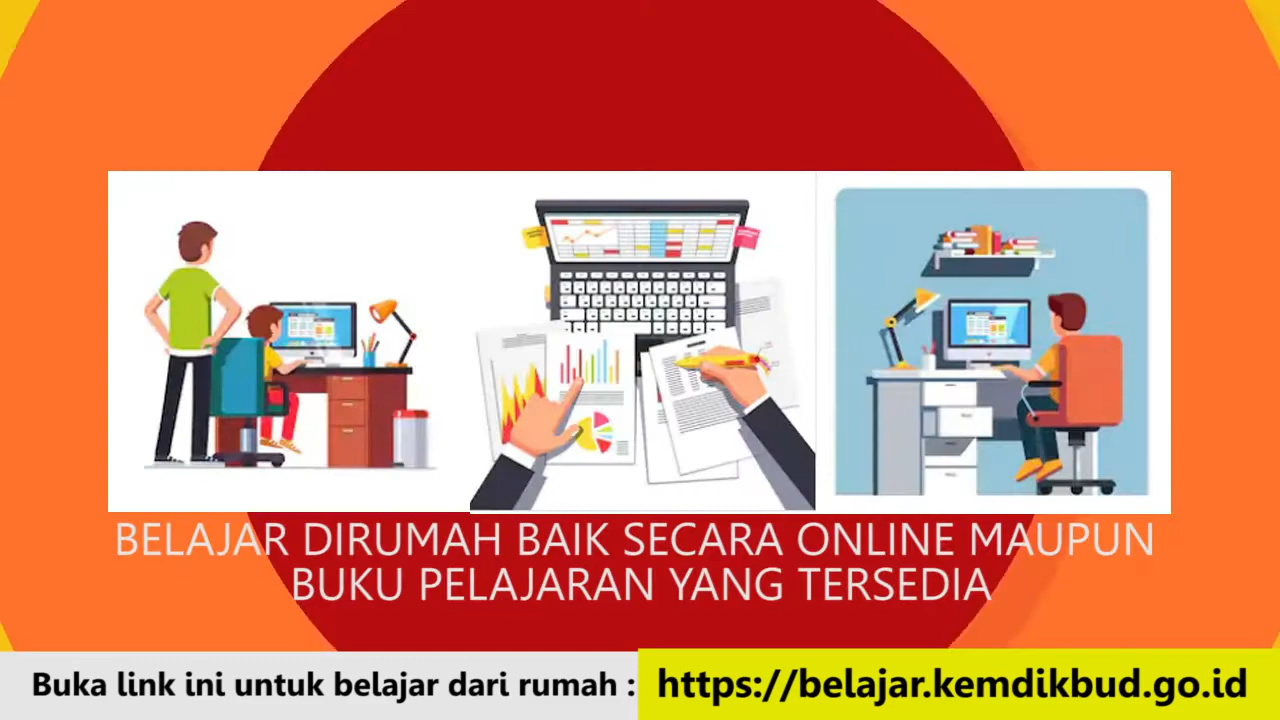 BELAJAR DIRUMAH BAIK SECARA ONLINE MAUPUN
BUKU PELAJARAN YANG TERSEDIA
Buka link ini untuk belajar dari rumah :
https://belajar.kemdikbud.go.id